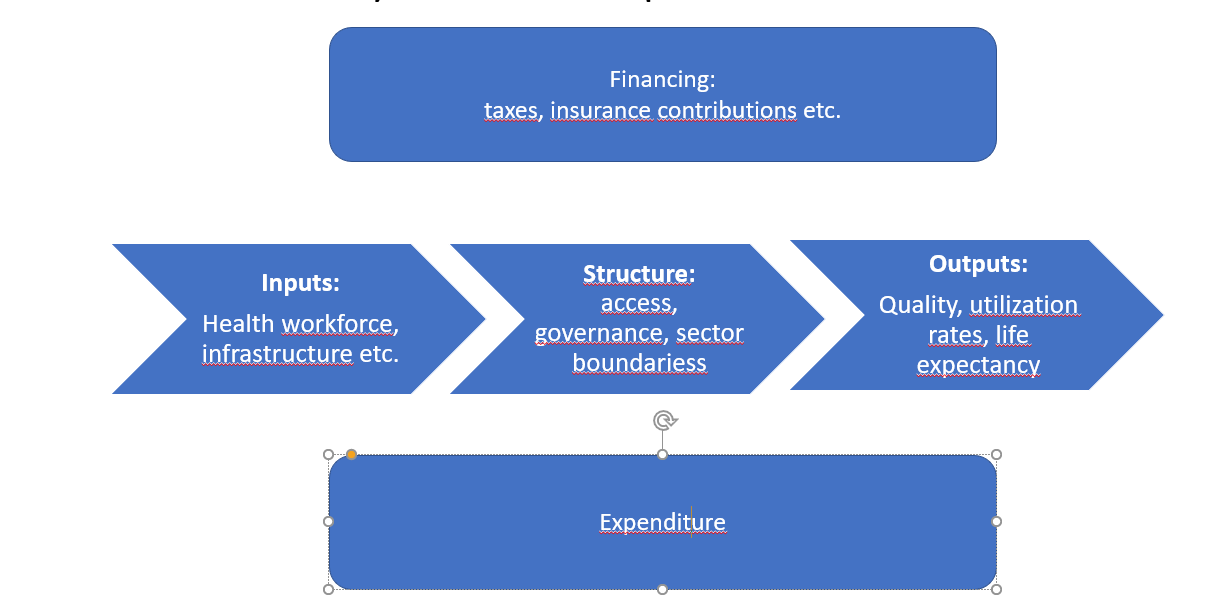 Financing:
taxes, insurance contributions etc.
Inputs:
Health workforce,
infrastructure etc.
Structure:
access,
governance, sector
boundariess
Outputs:
Quality, utilization
rates, life
expectancy
Expenditure